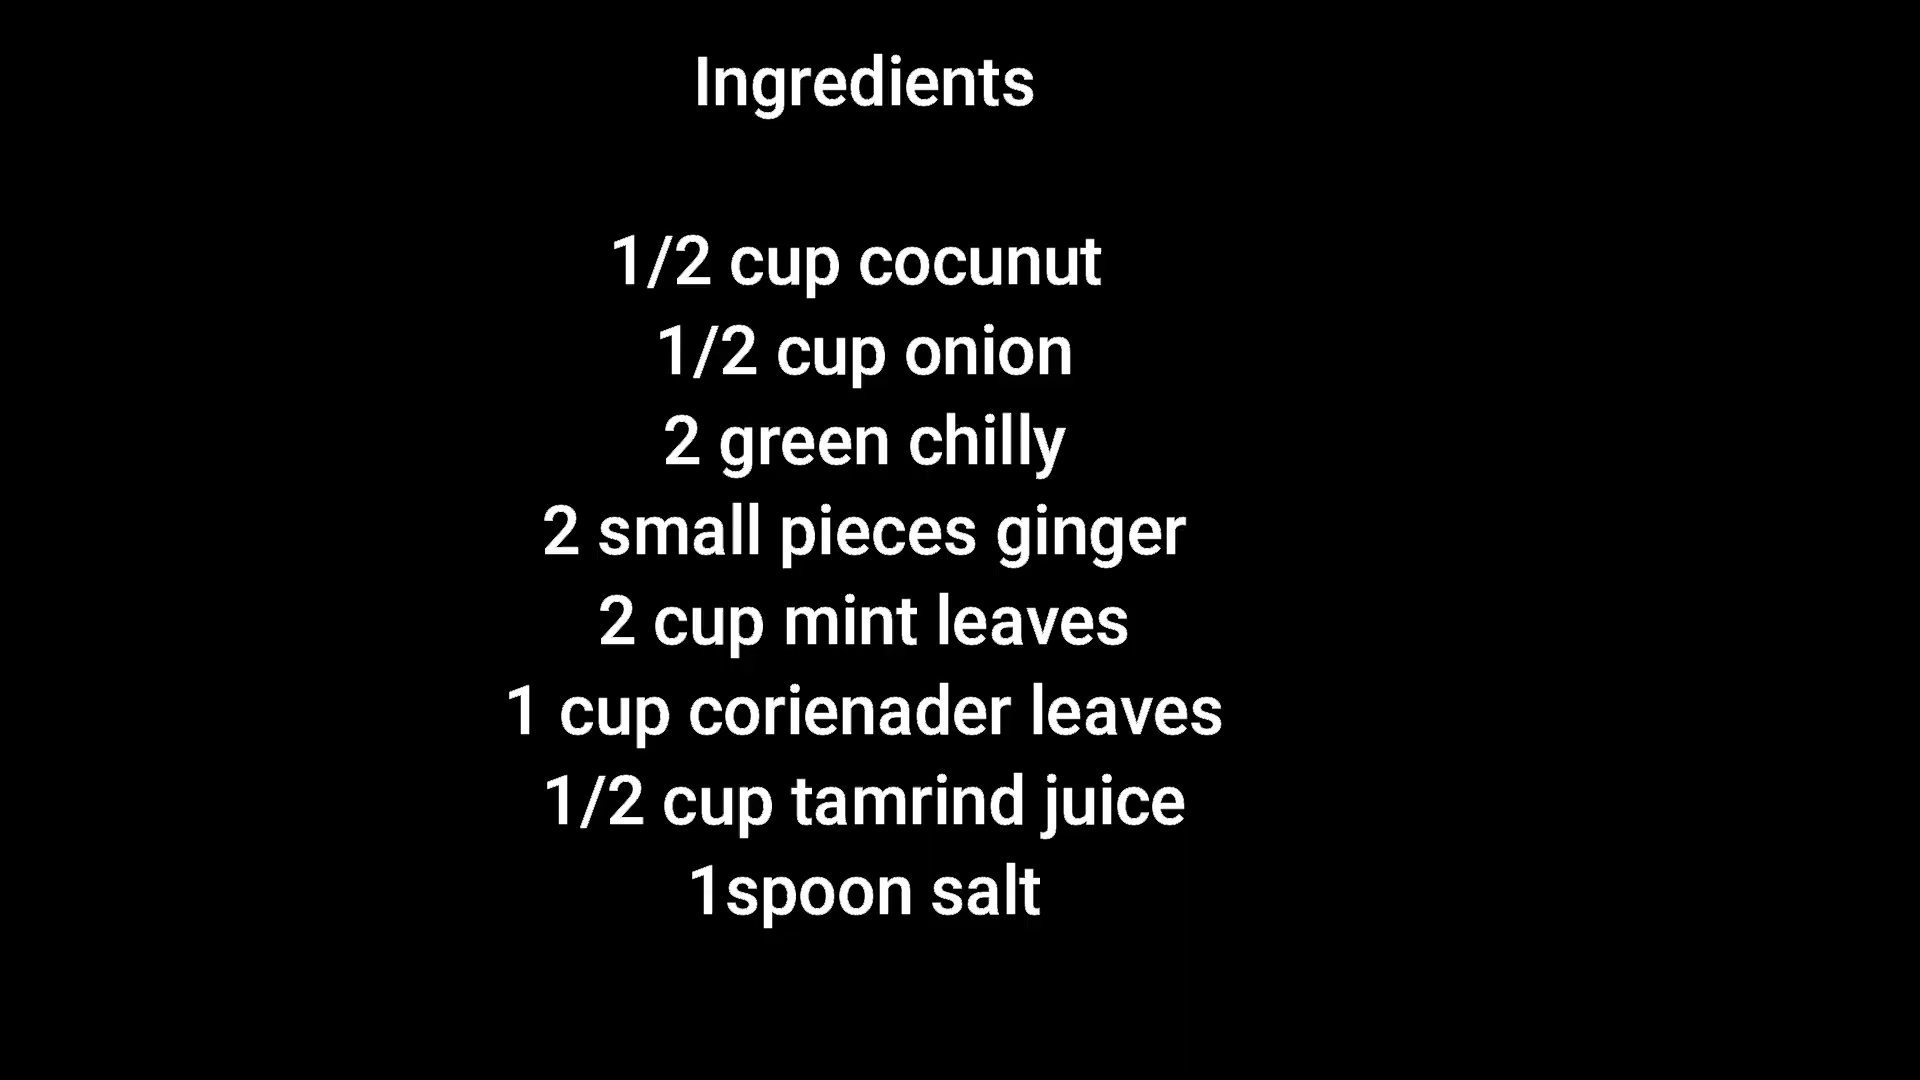 Ingredients
1/2 cup cocunut
1/2 cup onion
2 green chilly
2 small pieces ginger
2 cup mint leaves
1 cup corienader leaves
1/2 cup tamrind juice
1spoon salt